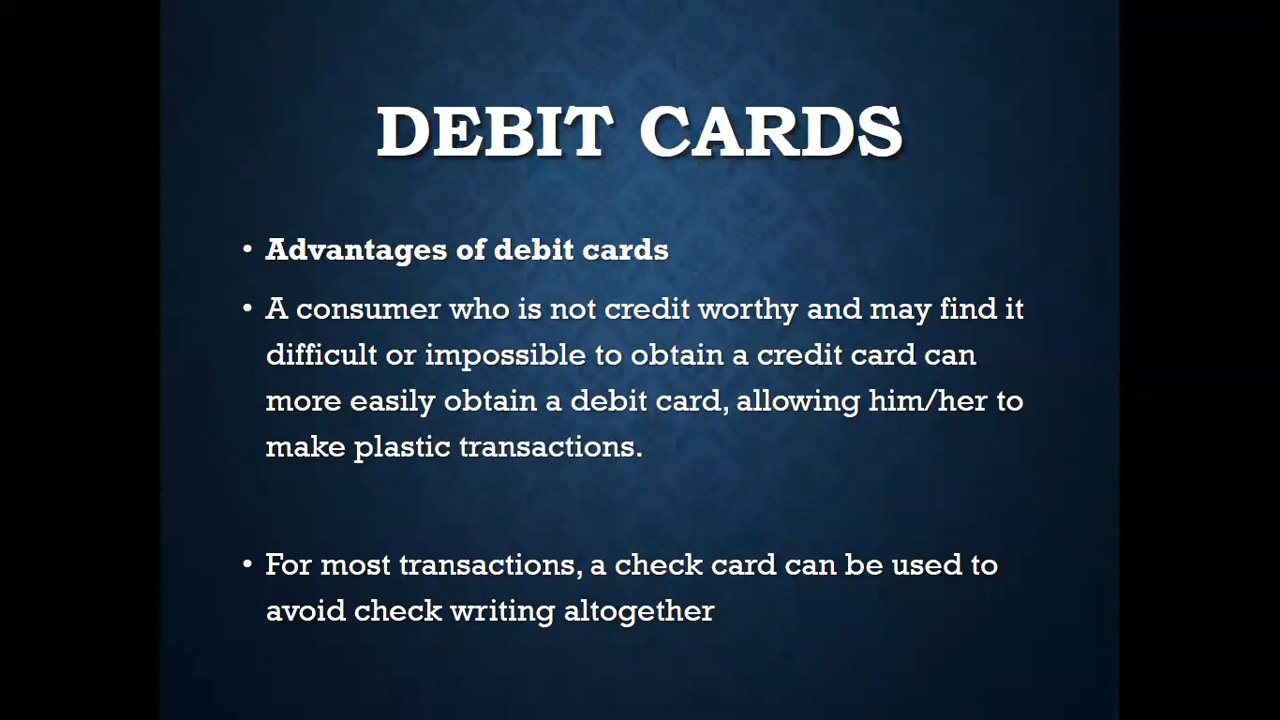 DEBIT CARDS
• Advantages of debit cards
• A consumer who is not credit worthy and may find it
difficult or impossible to obtain a credit card can
more easily obtain a debit card, allowing him/her to
make plastic transactions.
• For most transactions, a check card can be used to
avoid check writing altogether